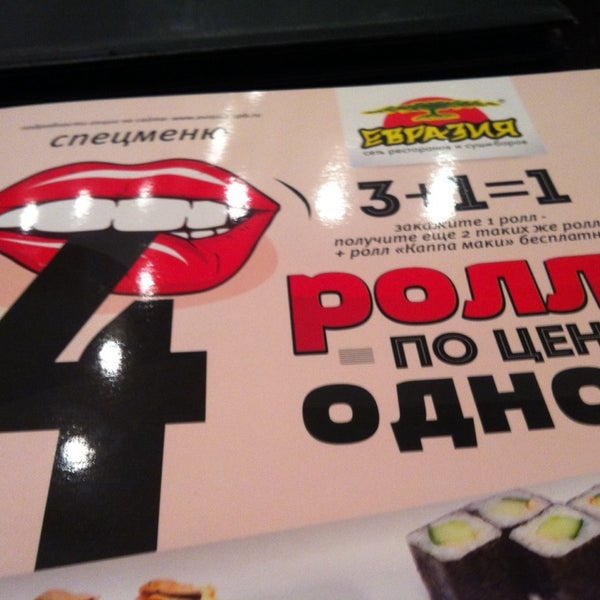 спецменю
ЕВРАЗИЯ
сеть ресторанов и суши-баров
3+1=1
закажите 1 ролл -
получите еще 2 таких же ролл
+ ролл «Каппа маки» бесплатн
4 ролл
по цен
одно